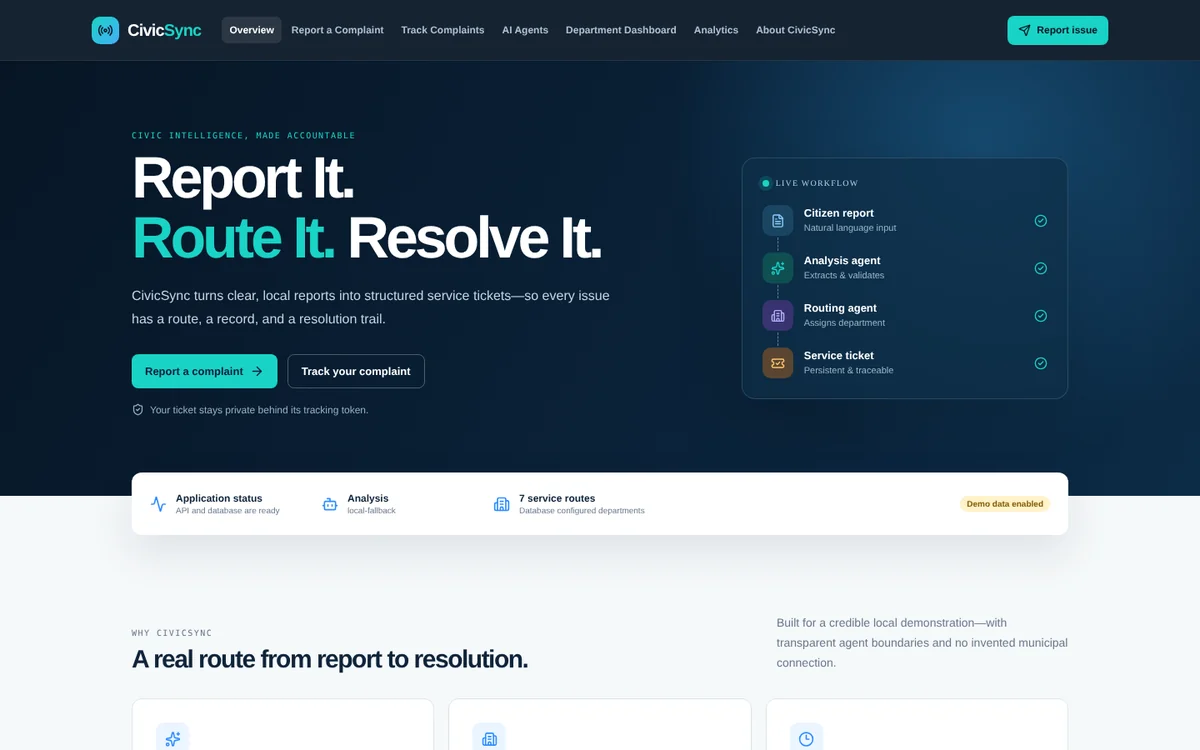 CivicSync
Overview
Report a Complaint
Track Complaints
AI Agents
Department Dashboard
Analytics
About CivicSync
Report issue
CIVIC INTELLIGENCE, MADE ACCOUNTABLE
Report It.
Route It. Resolve It.
CivicSync turns clear, local reports into structured service tickets—so every issue
has a route, a record, and a resolution trail.
Report a complaint
Track your complaint
Your ticket stays private behind its tracking token.
LIVE WORKFLOW
Citizen report
Natural language input
Analysis agent
Extracts & validates
Routing agent
Assigns department
Service ticket
Persistent & traceable
Application status
API and database are ready
Analysis
local-fallback
7 service routes
Database configured departments
Demo data enabled
WHY CIVICSYNC
A real route from report to resolution.
Built for a credible local demonstration—with
transparent agent boundaries and no invented municipal
connection.